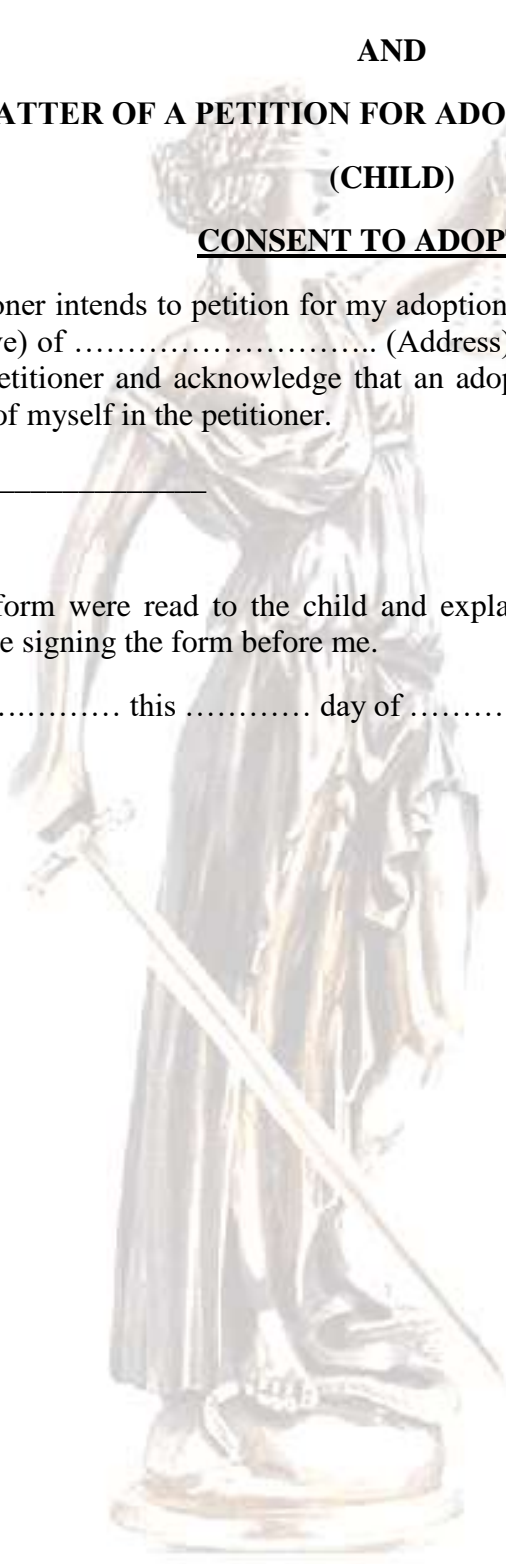 AND
ATTER OF A PETITION FOR ADO
(CHILD)
CONSENT TO ADOP
oner intends to petition for my adoption
ve) of ……………………….. (Address)
etitioner and acknowledge that an adop
of myself in the petitioner.
_____________
form were read to the child and expla
e signing the form before me.
…………… this ………… day of ………